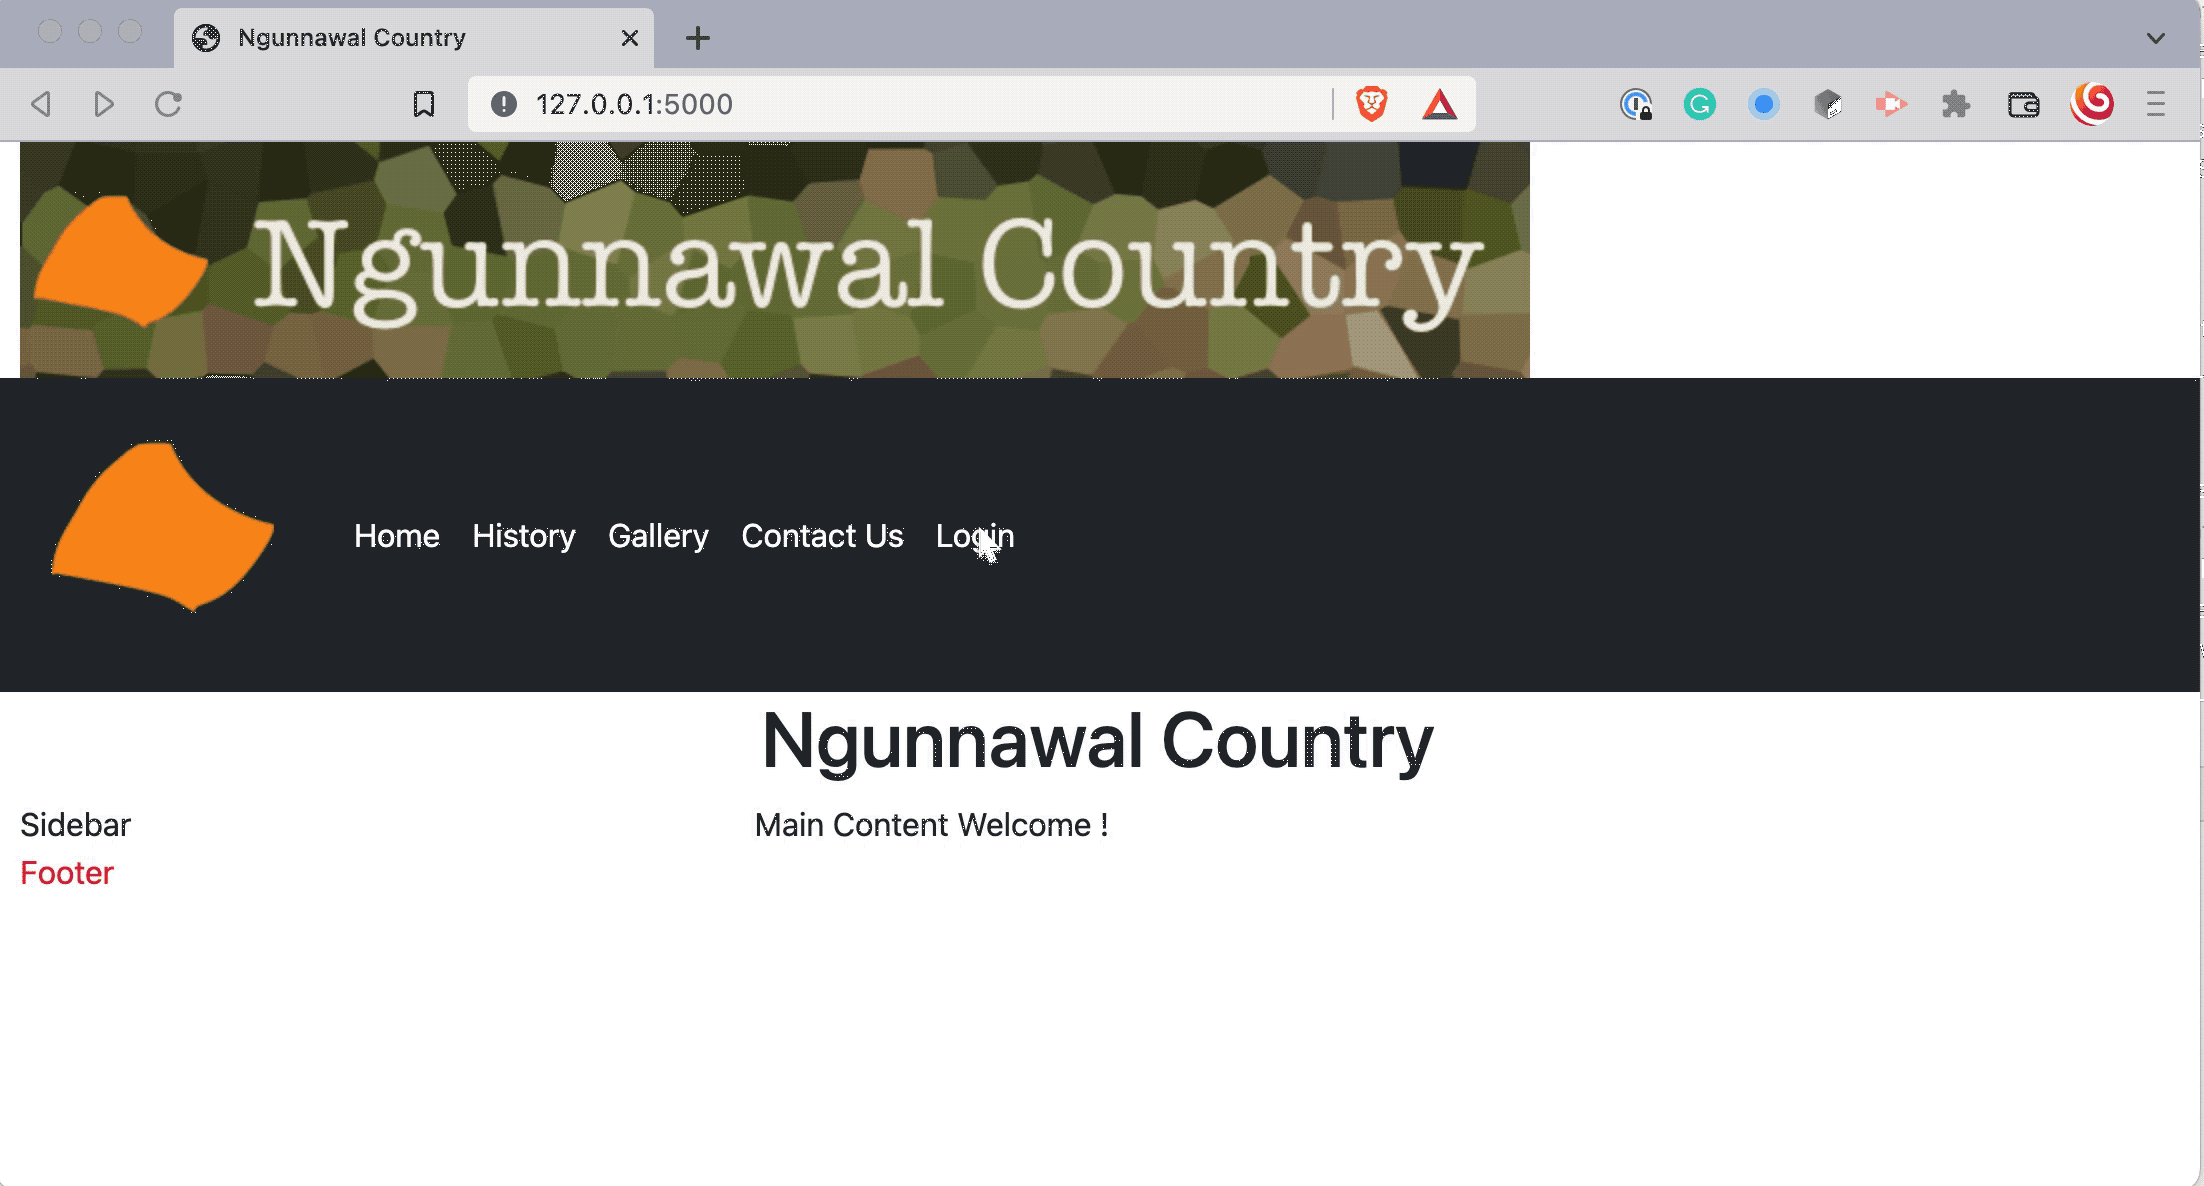 Ngunnawal Country
127.0.0.1:5000
Ngunnawal Country
Home History Gallery Contact Us Login
Ngunnawal Country
Sidebar Main Content Welcome !
Footer